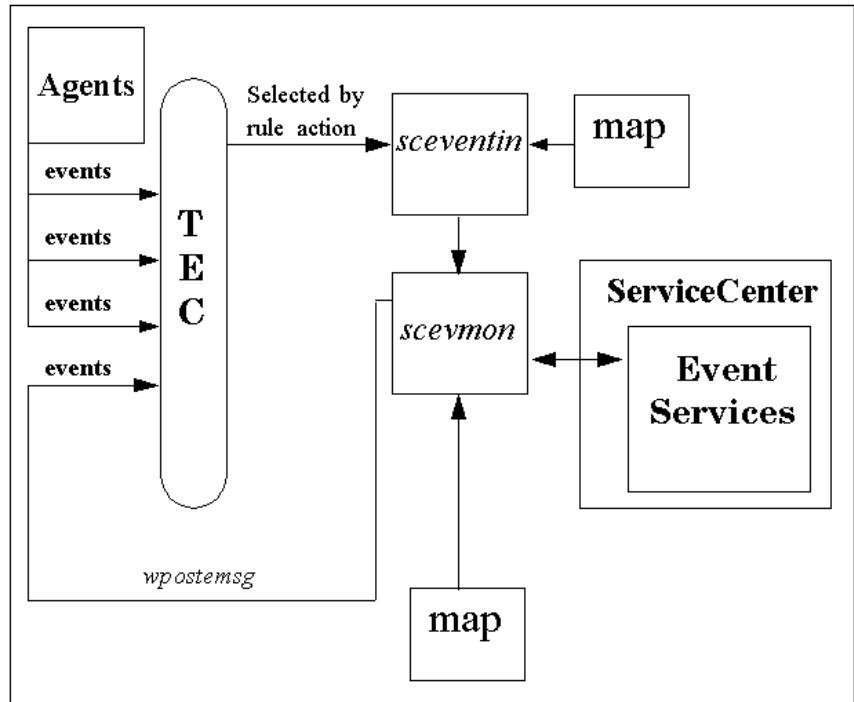 Agents
Selected by
rule action
sceventin
map
events
events
events
events
T
E
C
scevmon
ServiceCenter
Event
Services
wpostemsg
map